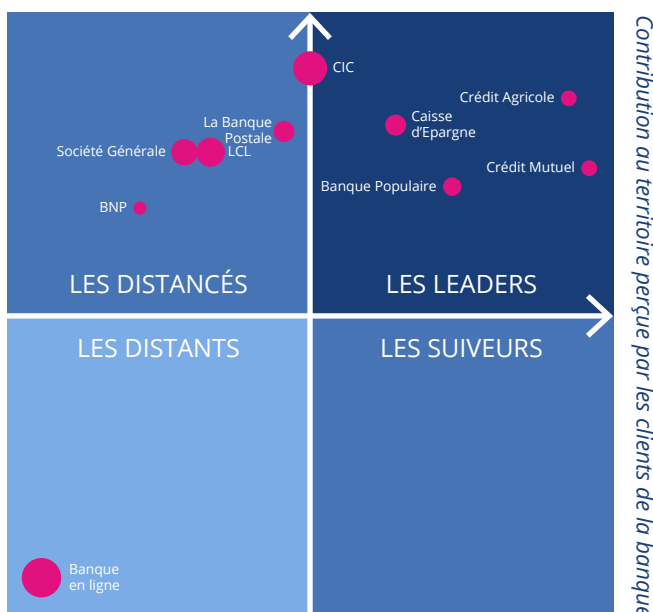 CIC
Crédit Agricole
Caisse
d'Epargne
La Banque
Postale
Société Générale
LCL
Crédit Mutuel
Banque Populaire
BNP
LES DISTANCÉS
LES LEADERS
LES DISTANTS
LES SUIVEURS
Banque
en ligne
Contribution au territoire perçue par les clients de la banque